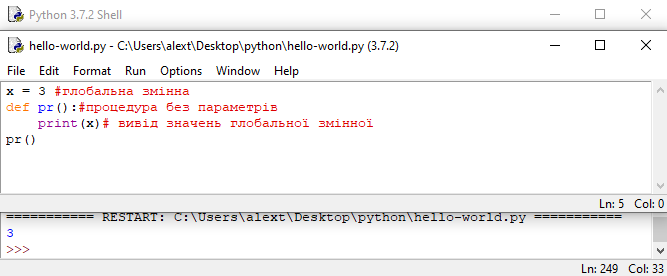 Python 3.7.2 Shell
hello-world.py - C:\Users\alext\Desktop\python\hello-world.py (3.7.2)
File Edit Format Run Options Window Help
x = 3 #глобальна змінна
def pr():#процедура без параметрів
    print(x)# вивід значень глобальної змінної
pr()
Ln: 5 Col: 0
=========== RESTART: C:\Users\alext\Desktop\python\hello-world.py ===========
3
>>>
Ln: 249 Col: 33